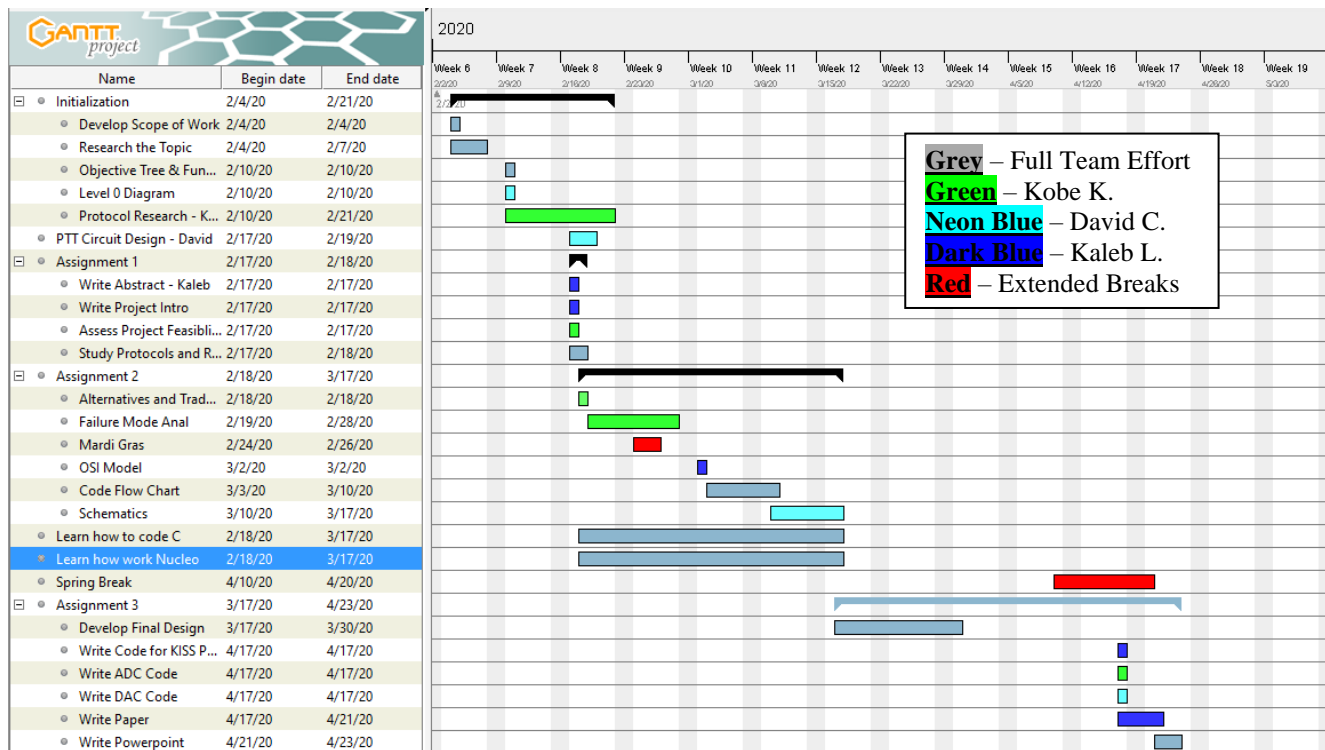 GANTT
project
2020
Week 6 Week 7 Week 8 Week 9 Week 10 Week 11 Week 12 Week 13 Week 14 Week 15 Week 16 Week 17 Week 18 Week 19
2/2/20 2/9/20 2/16/20 2/23/20 3/1/20 3/8/20 3/15/20 3/22/20 3/29/20 4/5/20 4/12/20 4/19/20 4/26/20 5/3/20
Name Begin date End date
Initialization 2/4/20 2/21/20
Develop Scope of Work 2/4/20 2/4/20
Research the Topic 2/4/20 2/7/20
Objective Tree & Fun... 2/10/20 2/10/20
Level 0 Diagram 2/10/20 2/10/20
Protocol Research - K... 2/10/20 2/21/20
PTT Circuit Design - David 2/17/20 2/19/20
Assignment 1 2/17/20 2/18/20
Write Abstract - Kaleb 2/17/20 2/17/20
Write Project Intro 2/17/20 2/17/20
Assess Project Feasibli... 2/17/20 2/17/20
Study Protocols and R... 2/17/20 2/18/20
Assignment 2 2/18/20 3/17/20
Alternatives and Trad... 2/18/20 2/18/20
Failure Mode Anal 2/19/20 2/28/20
Mardi Gras 2/24/20 2/26/20
OSI Model 3/2/20 3/2/20
Code Flow Chart 3/3/20 3/10/20
Schematics 3/10/20 3/17/20
Learn how to code C 2/18/20 3/17/20
Learn how work Nucleo 2/18/20 3/17/20
Spring Break 4/10/20 4/20/20
Assignment 3 3/17/20 4/23/20
Develop Final Design 3/17/20 3/30/20
Write Code for KISS P... 4/17/20 4/17/20
Write ADC Code 4/17/20 4/17/20
Write DAC Code 4/17/20 4/17/20
Write Paper 4/17/20 4/21/20
Write Powerpoint 4/21/20 4/23/20
Grey – Full Team Effort
Green – Kobe K.
Neon Blue – David C.
Dark Blue – Kaleb L.
Red – Extended Breaks